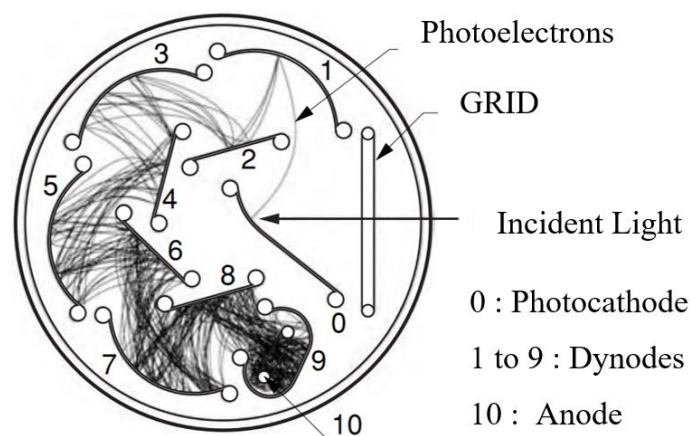 Photoelectrons
3
1
GRID
2
5
4
Incident Light
6
8
0
0 : Photocathode
7
9
1 to 9 : Dynodes
10
10 : Anode